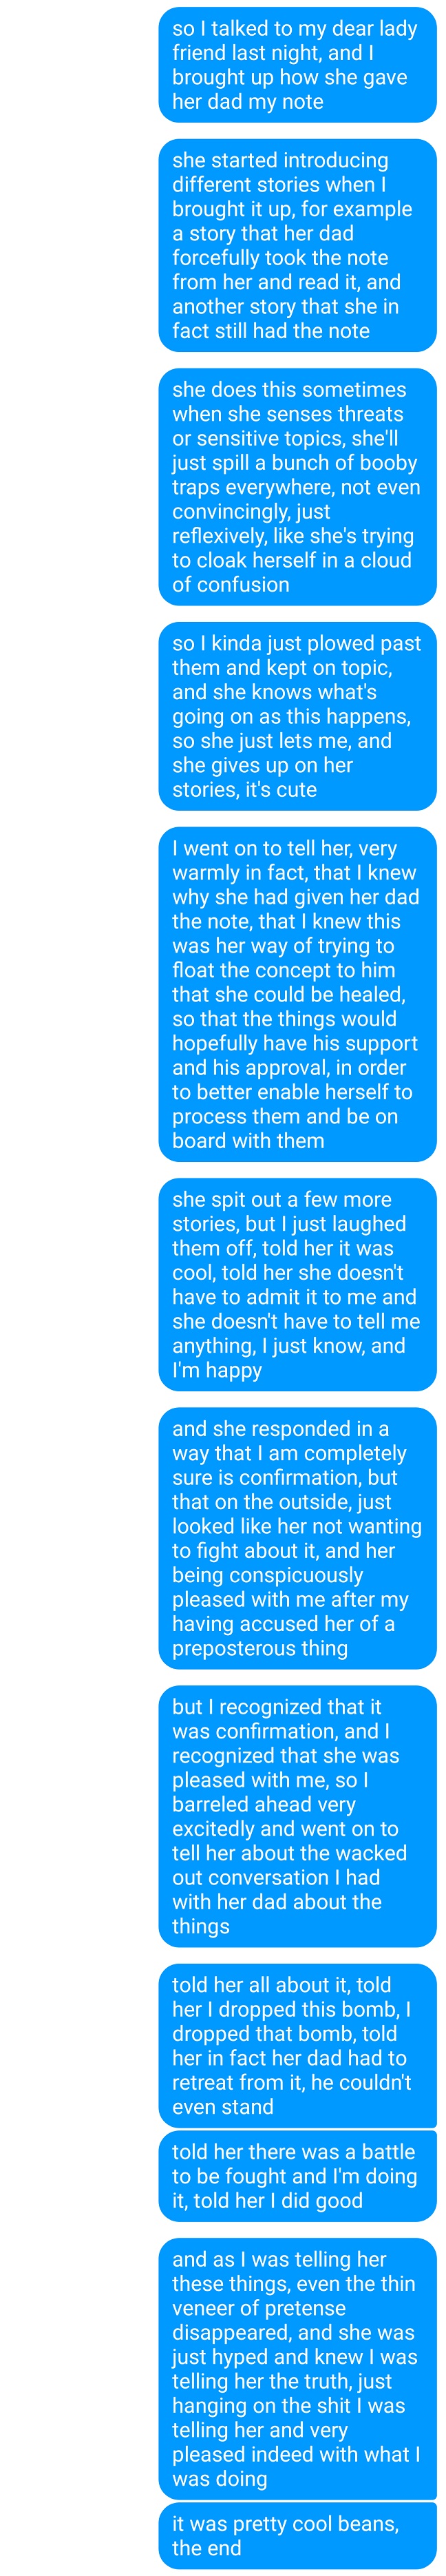 so I talked to my dear lady
friend last night, and I
brought up how she gave
her dad my note
she started introducing
different stories when I
brought it up, for example
a story that her dad
forcefully took the note
from her and read it, and
another story that she in
fact still had the note
she does this sometimes
when she senses threats
or sensitive topics, she'll
just spill a bunch of booby
traps everywhere, not even
convincingly, just
reflexively, like she's trying
to cloak herself in a cloud
of confusion
so I kinda just plowed past
them and kept on topic,
and she knows what's
going on as this happens,
so she just lets me, and
she gives up on her
stories, it's cute
I went on to tell her, very
warmly in fact, that I knew
why she had given her dad
the note, that I knew this
was her way of trying to
float the concept to him
that she could be healed,
so that the things would
hopefully have his support
and his approval, in order
to better enable herself to
process them and be on
board with them
she spit out a few more
stories, but I just laughed
them off, told her it was
cool, told her she doesn't
have to admit it to me and
she doesn't have to tell me
anything, I just know, and
I'm happy
and she responded in a
way that I am completely
sure is confirmation, but
that on the outside, just
looked like her not wanting
to fight about it, and her
being conspicuously
pleased with me after my
having accused her of a
preposterous thing
but I recognized that it
was confirmation, and I
recognized that she was
pleased with me, so I
barreled ahead very
excitedly and went on to
tell her about the wacked
out conversation I had
with her dad about the
things
told her all about it, told
her I dropped this bomb, I
dropped that bomb, told
her in fact her dad had to
retreat from it, he couldn't
even stand
told her there was a battle
to be fought and I'm doing
it, told her I did good
and as I was telling her
these things, even the thin
veneer of pretense
disappeared, and she was
just hyped and knew I was
telling her the truth, just
hanging on the shit I was
telling her and very
pleased indeed with what I
was doing
it was pretty cool beans,
the end